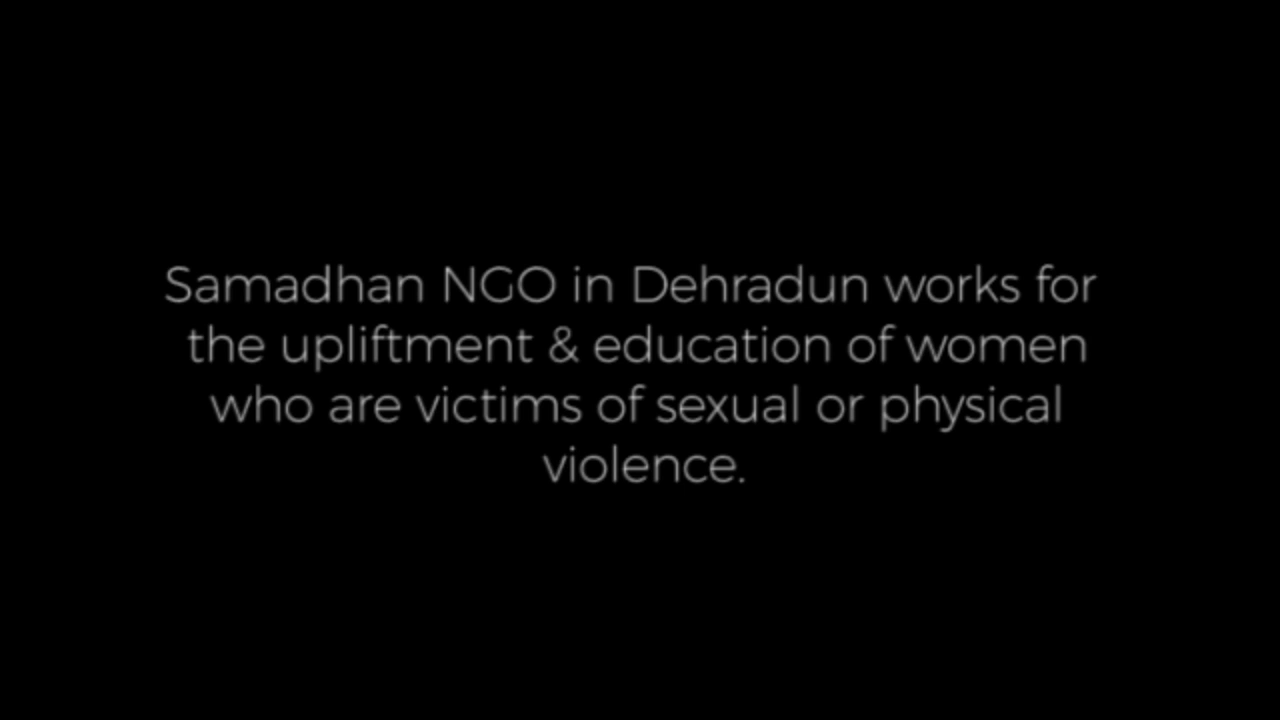 Samadhan NGO in Dehradun works for
the upliftment & education of women
who are victims of sexual or physical
violence.